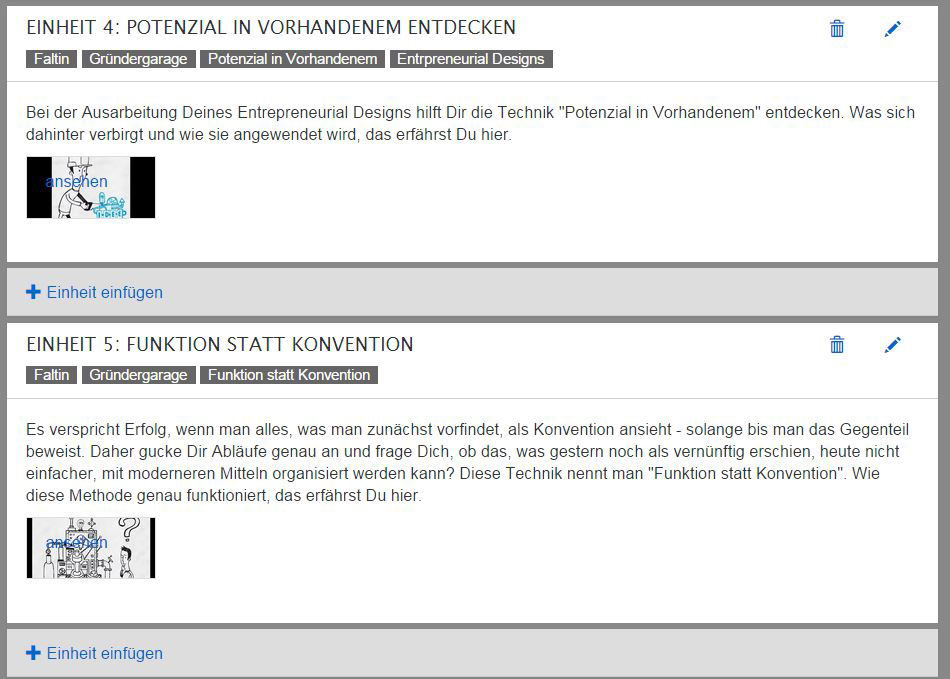 EINHEIT 4: POTENZIAL IN VORHANDENEM ENTDECKEN
Faltin Gründergarage Potenzial in Vorhandenem Entrpreneurial Designs
Bei der Ausarbeitung Deines Entrepreneurial Designs hilft Dir die Technik "Potenzial in Vorhandenem" entdecken. Was sich
dahinter verbirgt und wie sie angewendet wird, das erfährst Du hier.
ansehen
Einheit einfügen
EINHEIT 5: FUNKTION STATT KONVENTION
Faltin Gründergarage Funktion statt Konvention
Es verspricht Erfolg, wenn man alles, was man zunächst vorfindet, als Konvention ansieht - solange bis man das Gegenteil
beweist. Daher gucke Dir Abläufe genau an und frage Dich, ob das, was gestern noch als vernünftig erschien, heute nicht
einfacher, mit moderneren Mitteln organisiert werden kann? Diese Technik nennt man "Funktion statt Konvention". Wie
diese Methode genau funktioniert, das erfährst Du hier.
ansehen
Einheit einfügen